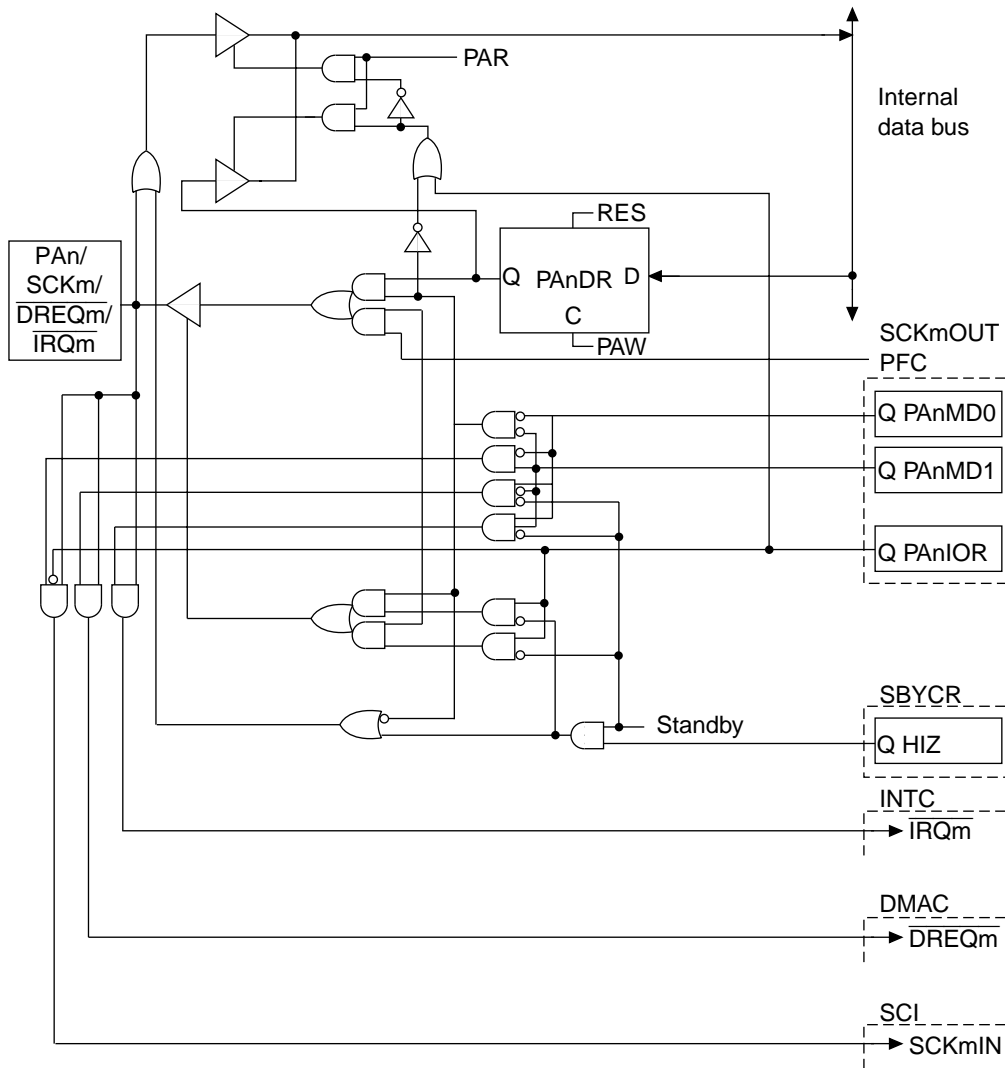 PAR
Internal
data bus
RES
PAn/
SCKm/
DREQm/
IRQm
Q PAnDR D
C
PAW
SCKmOUT
PFC
Q PAnMD0
Q PAnMD1
Q PAnIOR
SBYCR
Standby
Q HIZ
INTC
IRQm
DMAC
DREQm
SCI
SCKmIN